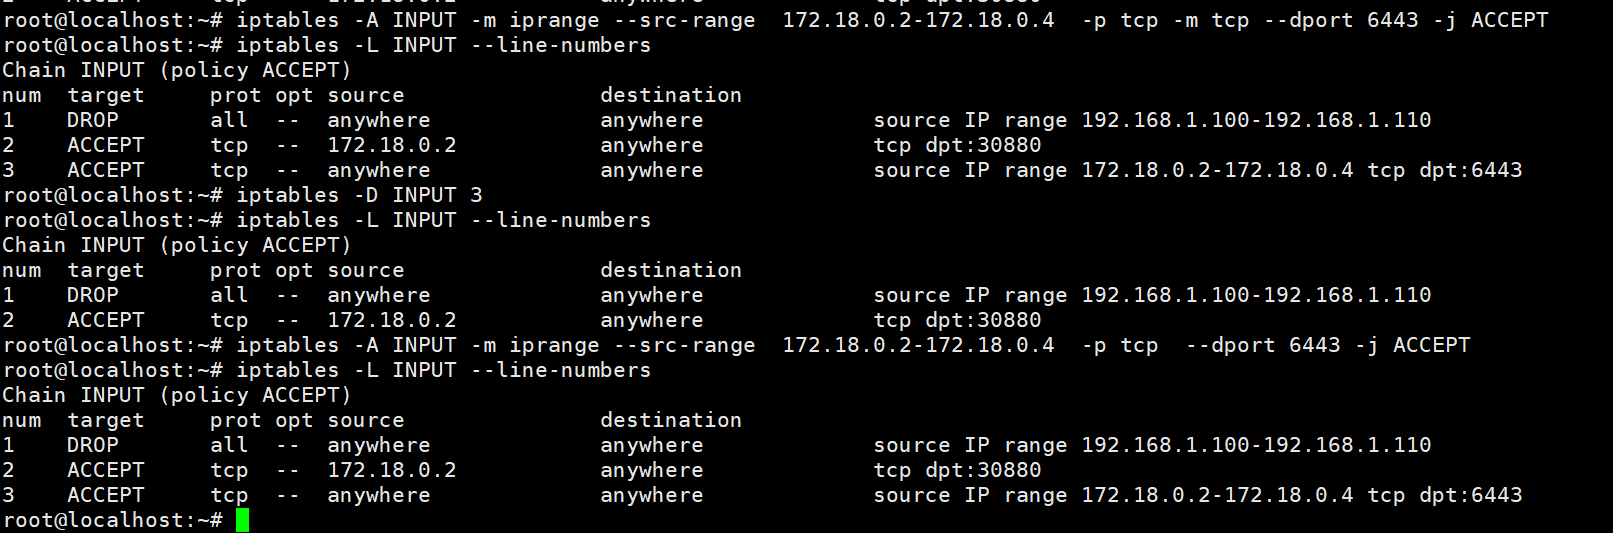 root@localhost:~# iptables -A INPUT -m iprange --src-range  172.18.0.2-172.18.0.4  -p tcp -m tcp --dport 6443 -j ACCEPT
root@localhost:~# iptables -L INPUT --line-numbers
Chain INPUT (policy ACCEPT)
num  target     prot opt source               destination
1    DROP       all  --  anywhere             anywhere             source IP range 192.168.1.100-192.168.1.110
2    ACCEPT     tcp  --  172.18.0.2           anywhere             tcp dpt:30880
3    ACCEPT     tcp  --  anywhere             anywhere             source IP range 172.18.0.2-172.18.0.4 tcp dpt:6443
root@localhost:~# iptables -D INPUT 3
root@localhost:~# iptables -L INPUT --line-numbers
Chain INPUT (policy ACCEPT)
num  target     prot opt source               destination
1    DROP       all  --  anywhere             anywhere             source IP range 192.168.1.100-192.168.1.110
2    ACCEPT     tcp  --  172.18.0.2           anywhere             tcp dpt:30880
root@localhost:~# iptables -A INPUT -m iprange --src-range  172.18.0.2-172.18.0.4  -p tcp  --dport 6443 -j ACCEPT
root@localhost:~# iptables -L INPUT --line-numbers
Chain INPUT (policy ACCEPT)
num  target     prot opt source               destination
1    DROP       all  --  anywhere             anywhere             source IP range 192.168.1.100-192.168.1.110
2    ACCEPT     tcp  --  172.18.0.2           anywhere             tcp dpt:30880
3    ACCEPT     tcp  --  anywhere             anywhere             source IP range 172.18.0.2-172.18.0.4 tcp dpt:6443
root@localhost:~#